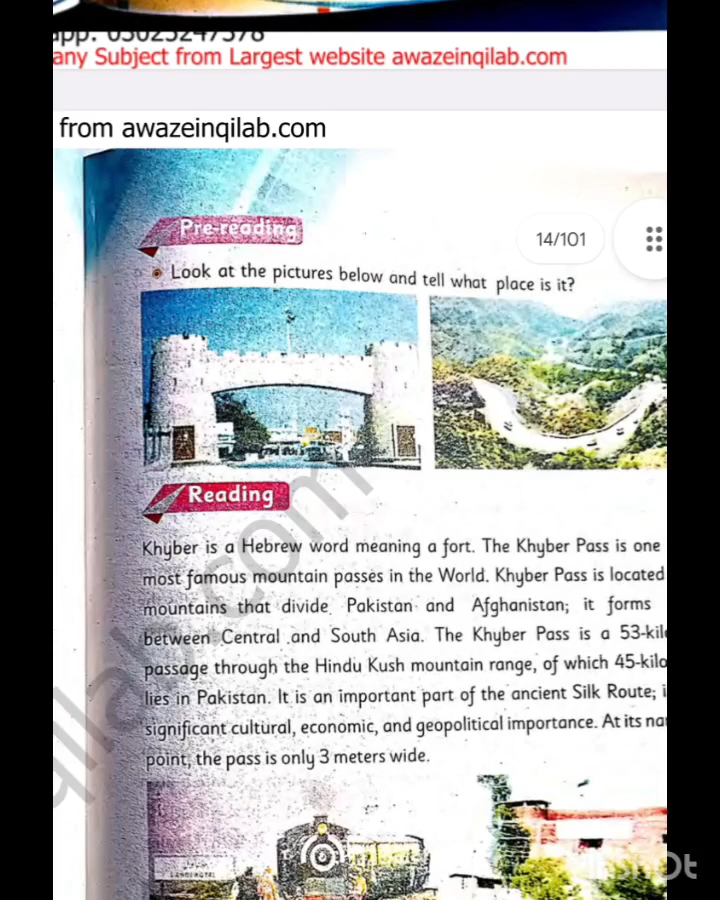 any Subject from Largest website awazeinqilab.com
from awazeinqilab.com
Pre-reading
14/101
Look at the pictures below and tell what place is it?
Reading
Khyber is a Hebrew word meaning a fort. The Khyber Pass is one
most famous mountain passes in the World. Khyber Pass is located
mountains that divide Pakistan and Afghanistan; it forms
between Central and South Asia. The Khyber Pass is a 53-kil
passage through the Hindu Kush mountain range, of which 45-kilo
lies in Pakistan. It is an important part of the ancient Silk Route; i
significant cultural, economic, and geopolitical importance. At its na
point, the pass is only 3 meters wide.